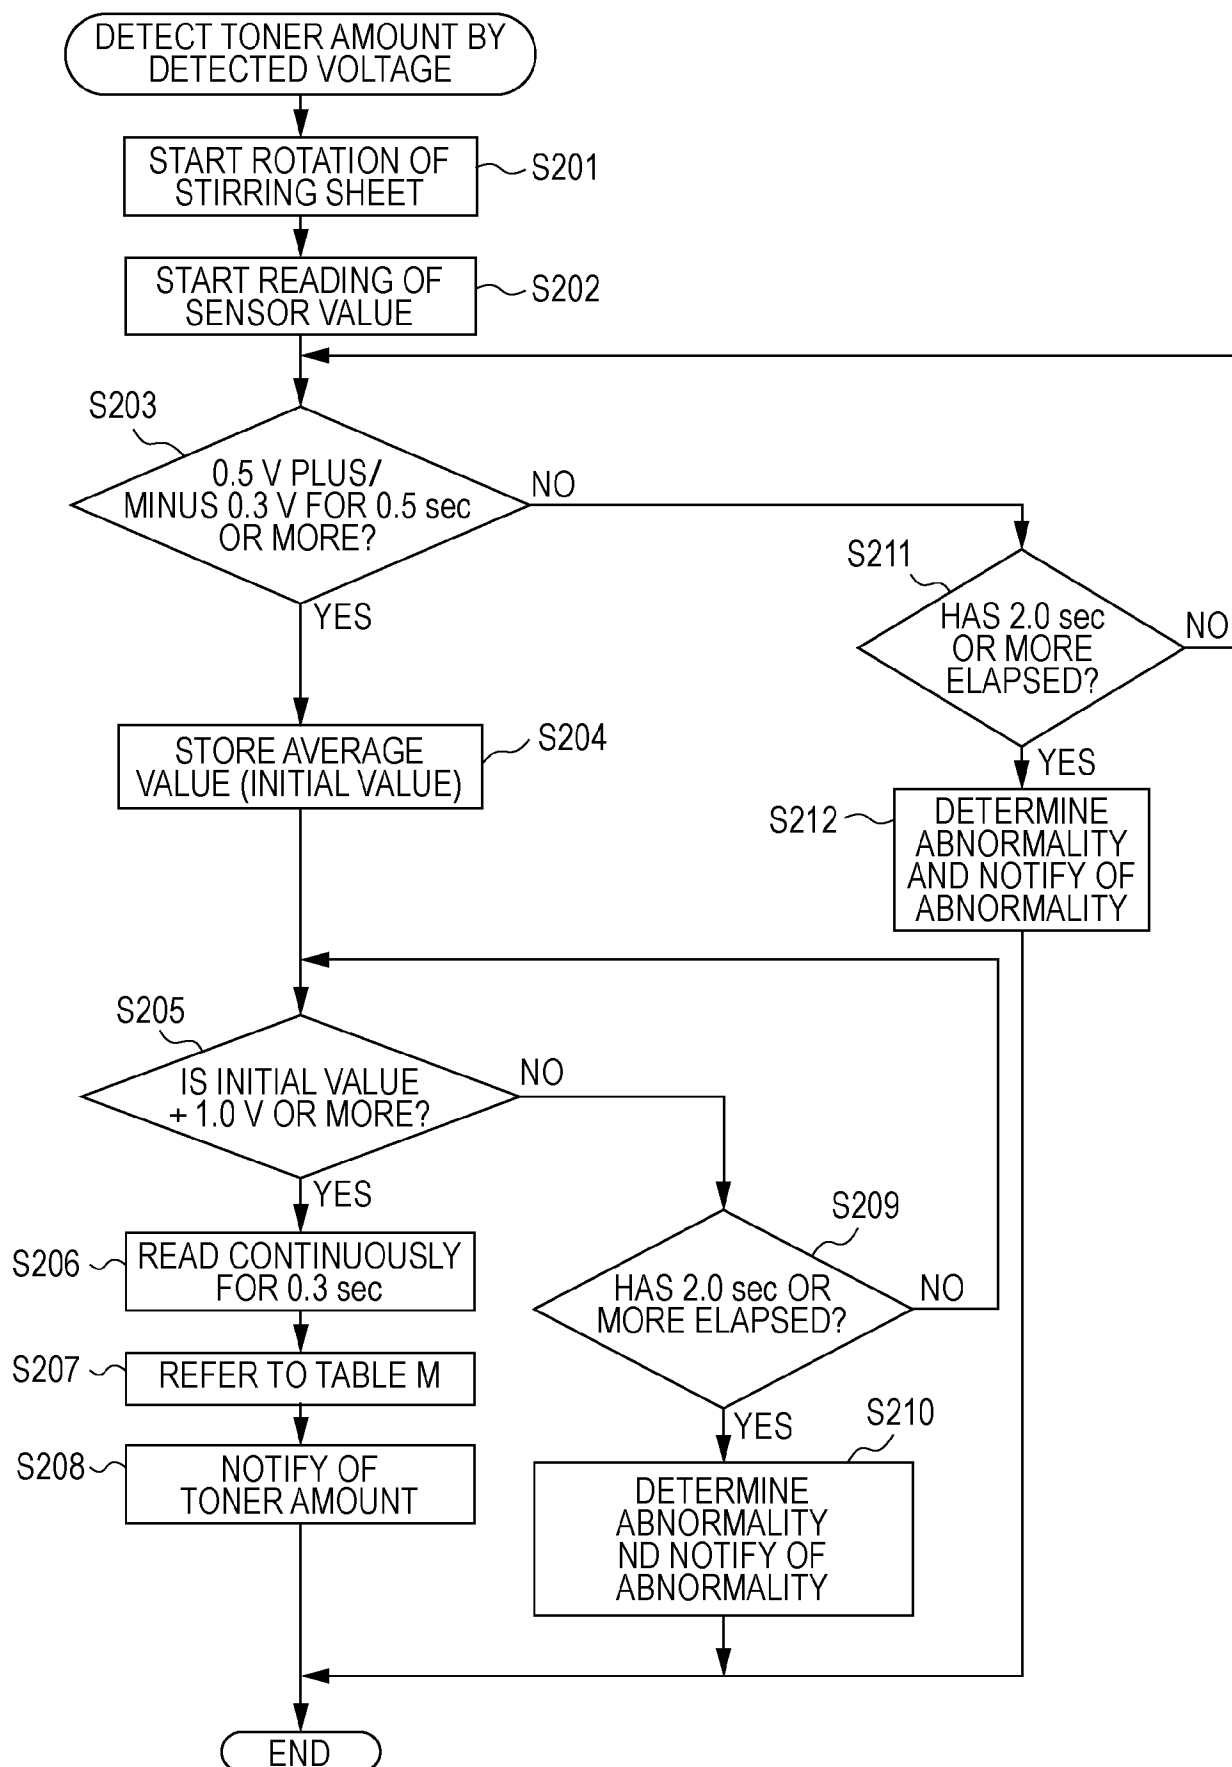 DETECT TONER AMOUNT BY
DETECTED VOLTAGE
START ROTATION OF
STIRRING SHEET
S201
START READING OF
SENSOR VALUE
S202
S203
0.5 V PLUS/
MINUS 0.3 V FOR 0.5 sec
OR MORE?
NO
YES
S211
HAS 2.0 sec
OR MORE
ELAPSED?
NO
YES
STORE AVERAGE
VALUE (INITIAL VALUE)
S204
S212
DETERMINE
ABNORMALITY
AND NOTIFY OF
ABNORMALITY
S205
IS INITIAL VALUE
+ 1.0 V OR MORE?
NO
YES
S206
READ CONTINUOUSLY
FOR 0.3 sec
S209
HAS 2.0 sec OR
MORE ELAPSED?
NO
YES
S207
REFER TO TABLE M
S208
NOTIFY OF
TONER AMOUNT
S210
DETERMINE
ABNORMALITY
ND NOTIFY OF
ABNORMALITY
END